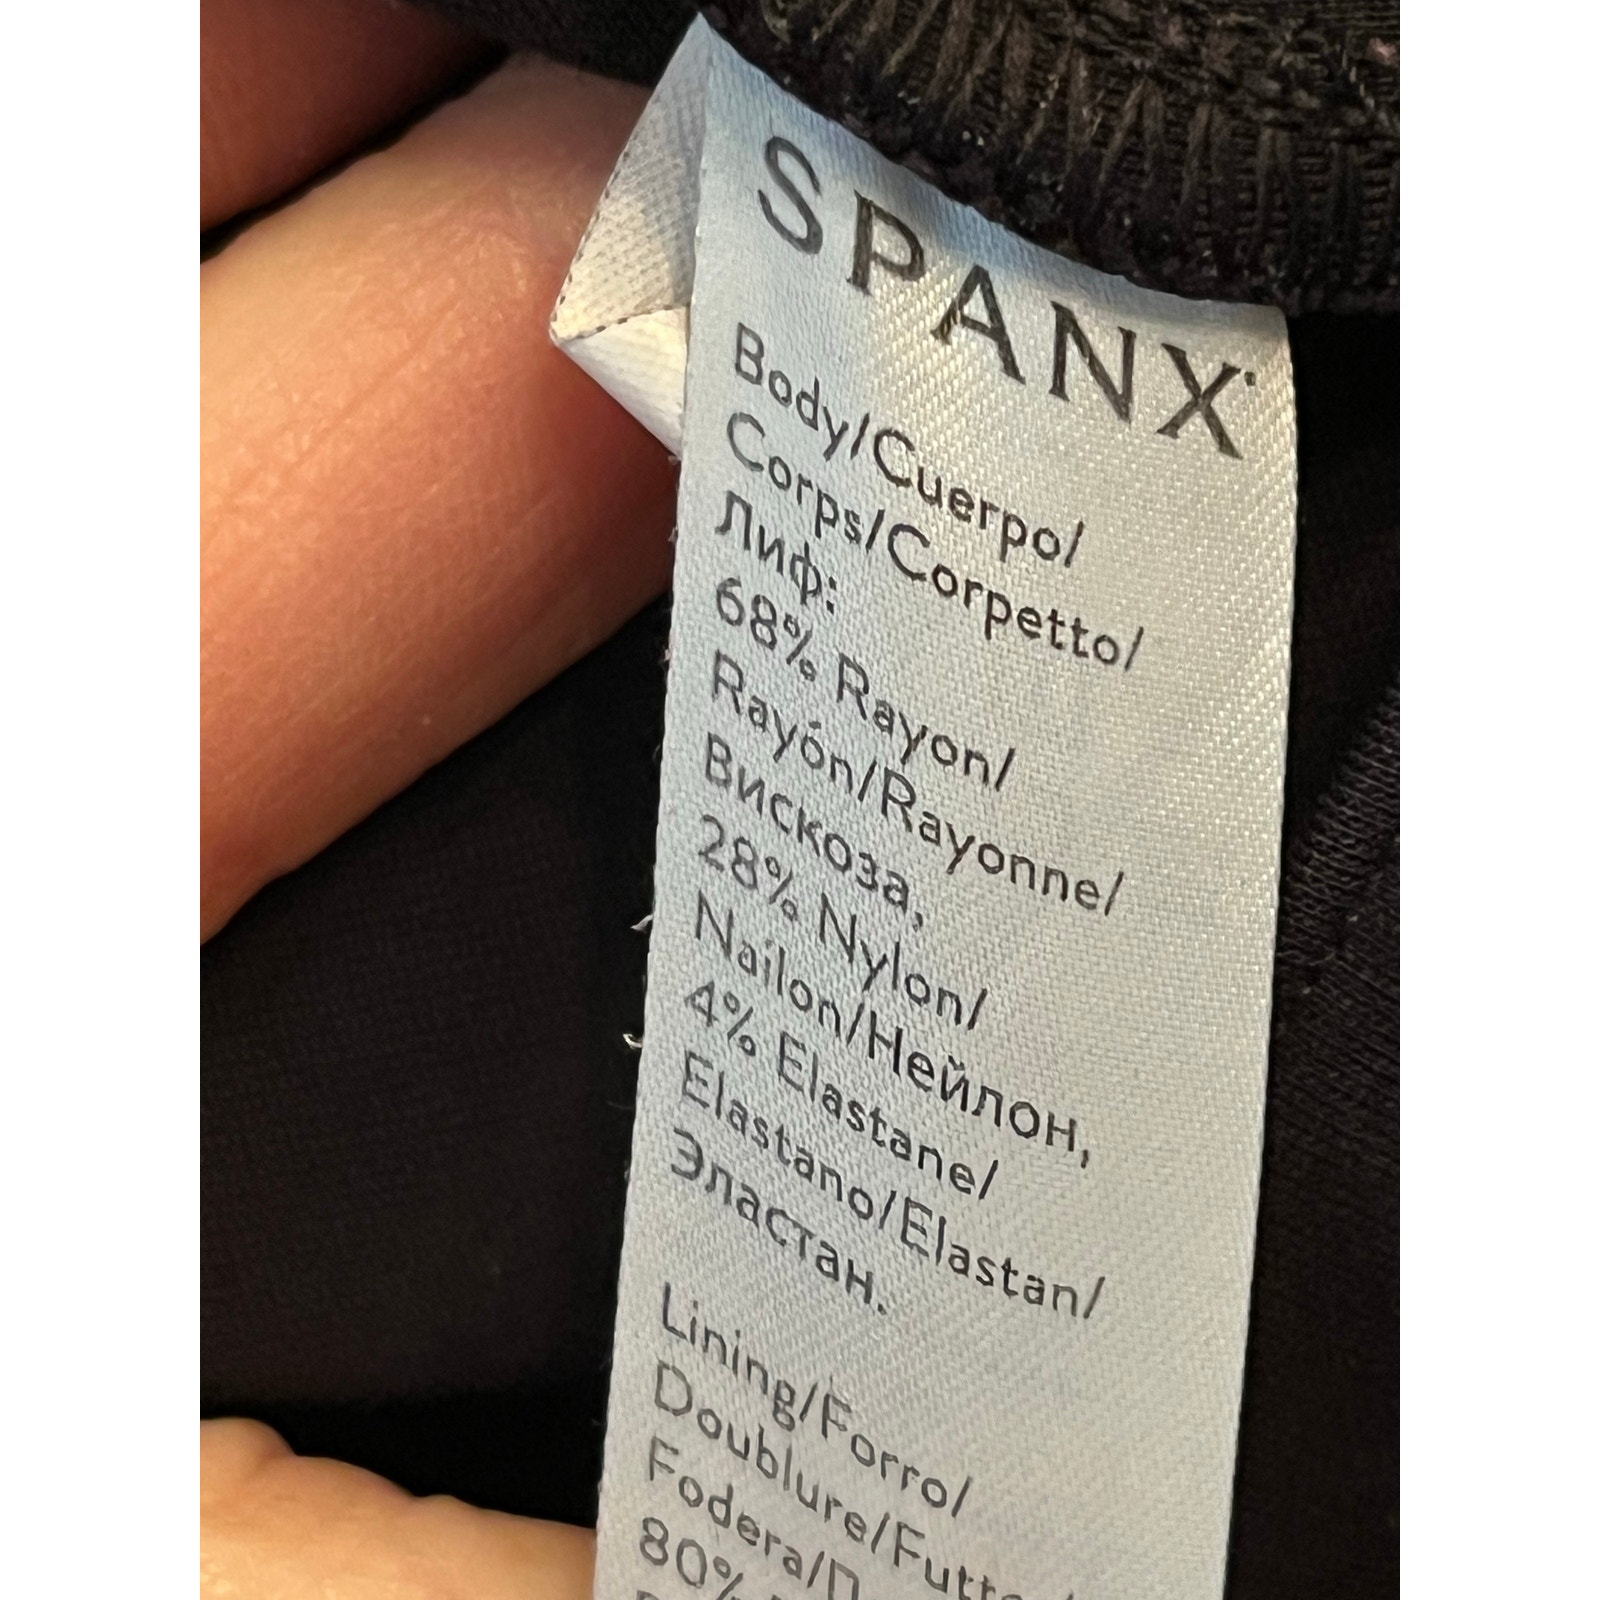 SPANX
Body/Cuerpo/
Corps/Corpetto/
Лиф:
68% Rayon/
Rayón/Rayonne/
Вискоза,
28% Nylon/
Nailon/Нейлон,
4% Elastane/
Elastano/Elastan/
Эластан.
Lining/Forro/
Doublure/
Fodera/
80%